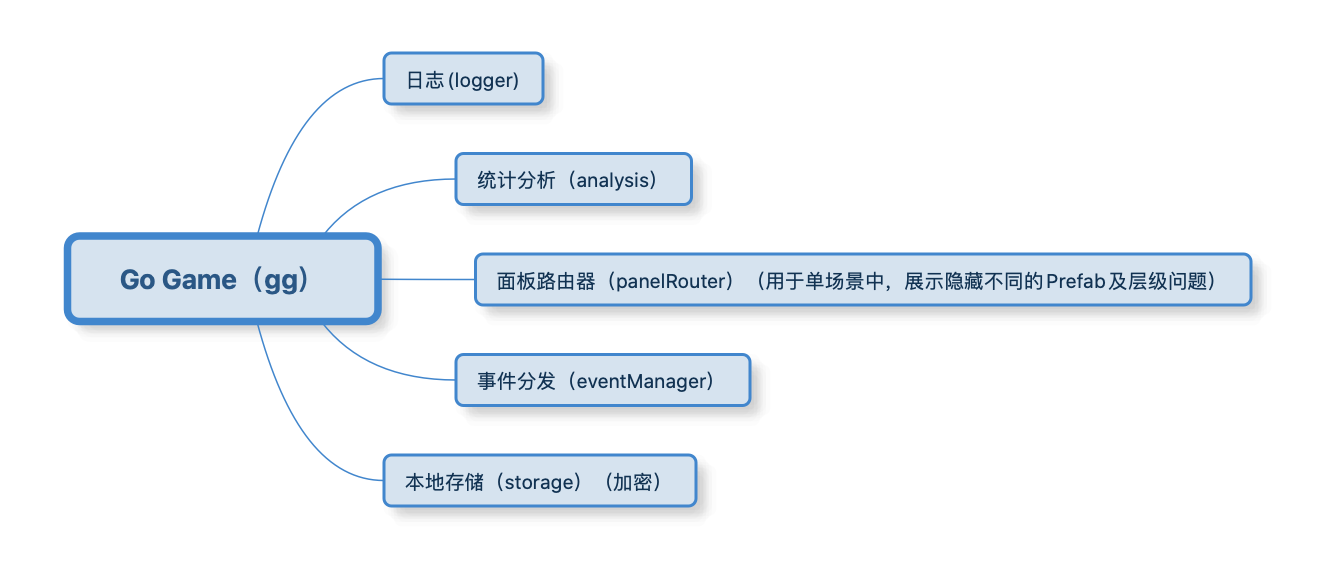 日志(logger)
统计分析（analysis）
Go Game（gg）
面板路由器（panelRouter）（用于单场景中，展示隐藏不同的Prefab及层级问题）
事件分发（eventManager）
本地存储（storage）（加密）